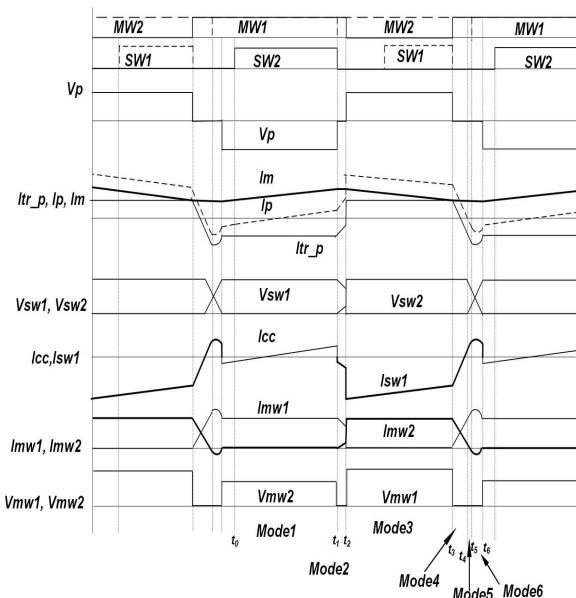 MW2 MW1 MW2 MW1
SW1 SW2 SW1 SW2
Vp
Vp
Im
Itr_p, Ip, Im
Ip
Itr_p
Vsw1, Vsw2 Vsw1 Vsw2
Icc
Icc,Isw1
Isw1
Imw1
Imw1, Imw2 Imw2
Vmw1, Vmw2 Vmw2 Vmw1
t0 Mode1 t1 t2 Mode3 t3 t4 t5 t6
Mode2 Mode4 Mode5 Mode6